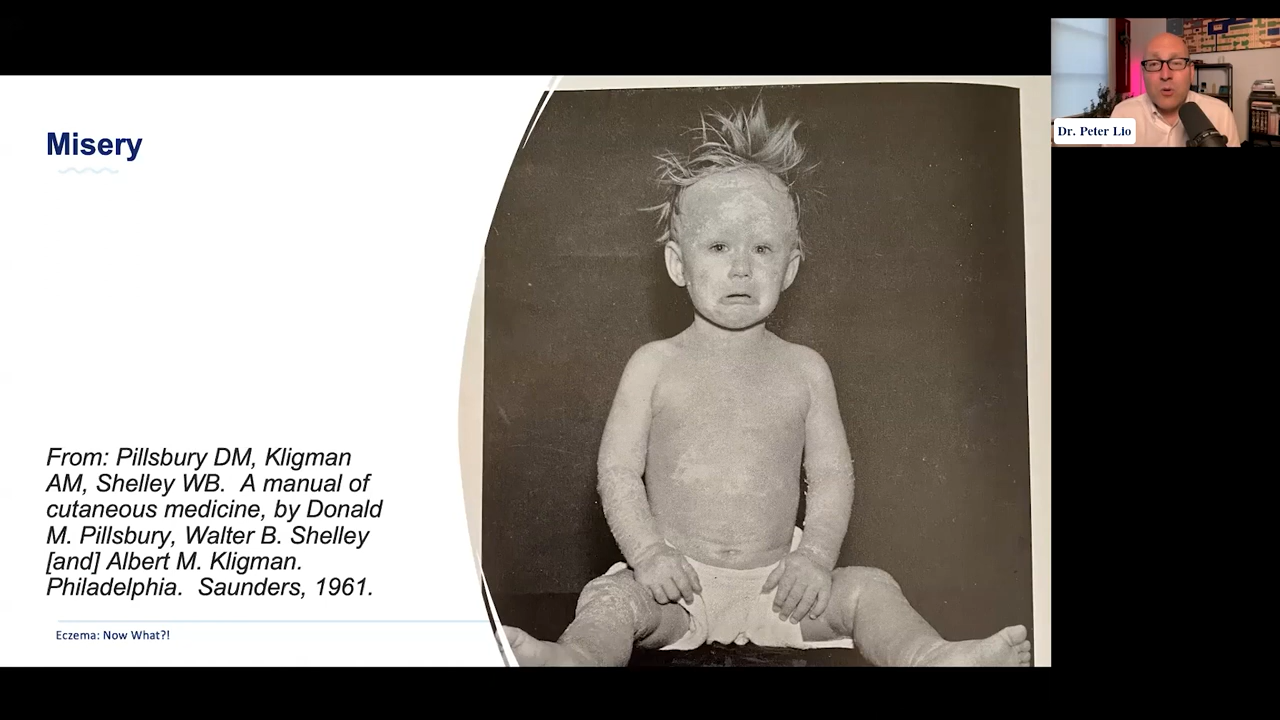 Misery
From: Pillsbury DM, Kligman
AM, Shelley WB.  A manual of
cutaneous medicine, by Donald
M. Pillsbury, Walter B. Shelley
[and] Albert M. Kligman.
Philadelphia.  Saunders, 1961.
Eczema: Now What?!
Dr. Peter Lio